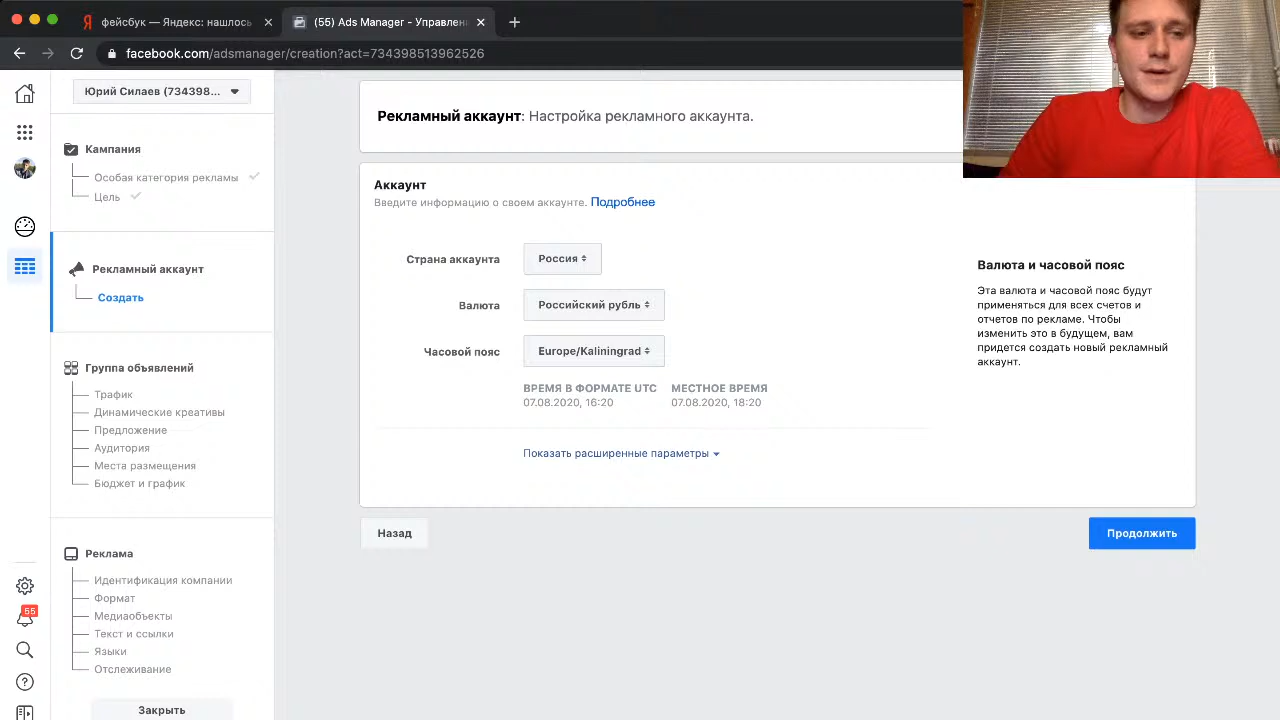 фейсбук — Яндекс: нашлось
(55) Ads Manager - Управлен
facebook.com/adsmanager/creation?act=734398513962526
Юрий Силаев (734398...
Кампания
Особая категория рекламы
Цель
Рекламный аккаунт
Создать
Группа объявлений
Трафик
Динамические креативы
Предложение
Аудитория
Места размещения
Бюджет и график
Реклама
Идентификация компании
Формат
Медиаобъекты
Текст и ссылки
Языки
Отслеживание
Закрыть
55
Рекламный аккаунт: Настройка рекламного аккаунта.
Аккаунт
Введите информацию о своем аккаунте. Подробнее
Страна аккаунта Россия
Валюта Российский рубль
Часовой пояс Europe/Kaliningrad
ВРЕМЯ В ФОРМАТЕ UTC МЕСТНОЕ ВРЕМЯ
07.08.2020, 16:20 07.08.2020, 18:20
Показать расширенные параметры
Валюта и часовой пояс
Эта валюта и часовой пояс будут
применяться для всех счетов и
отчетов по рекламе. Чтобы
изменить это в будущем, вам
придется создать новый рекламный
аккаунт.
Назад
Продолжить